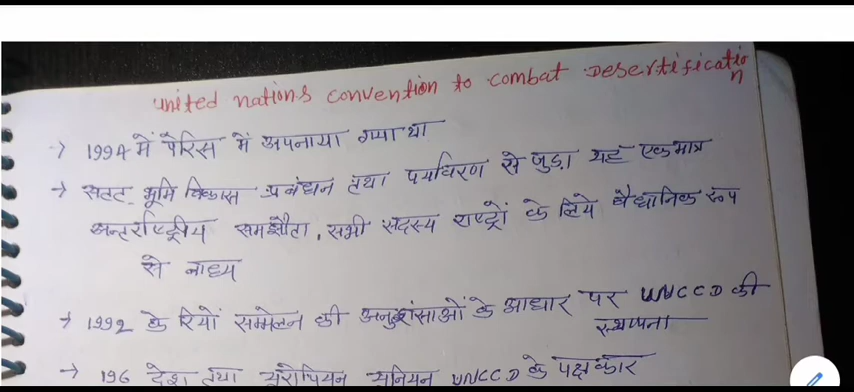 United Nations Convention to Combat Desertification
→ 1994 में पेरिस में अपनाया गया था
→ सतत भूमि विकास प्रबंधन तथा पर्यावरण से जुड़ा यह एकमात्र
अन्तर्राष्ट्रीय समझौता, सभी सदस्य राष्ट्रों के लिये वैधानिक रूप
से बाध्य
→ 1992 के रियों सम्मेलन की अनुशंसाओं के आधार पर UNCCD की
स्थापना
→ 196 देश तथा यूरोपियन यूनियन UNCCD के पक्षकार